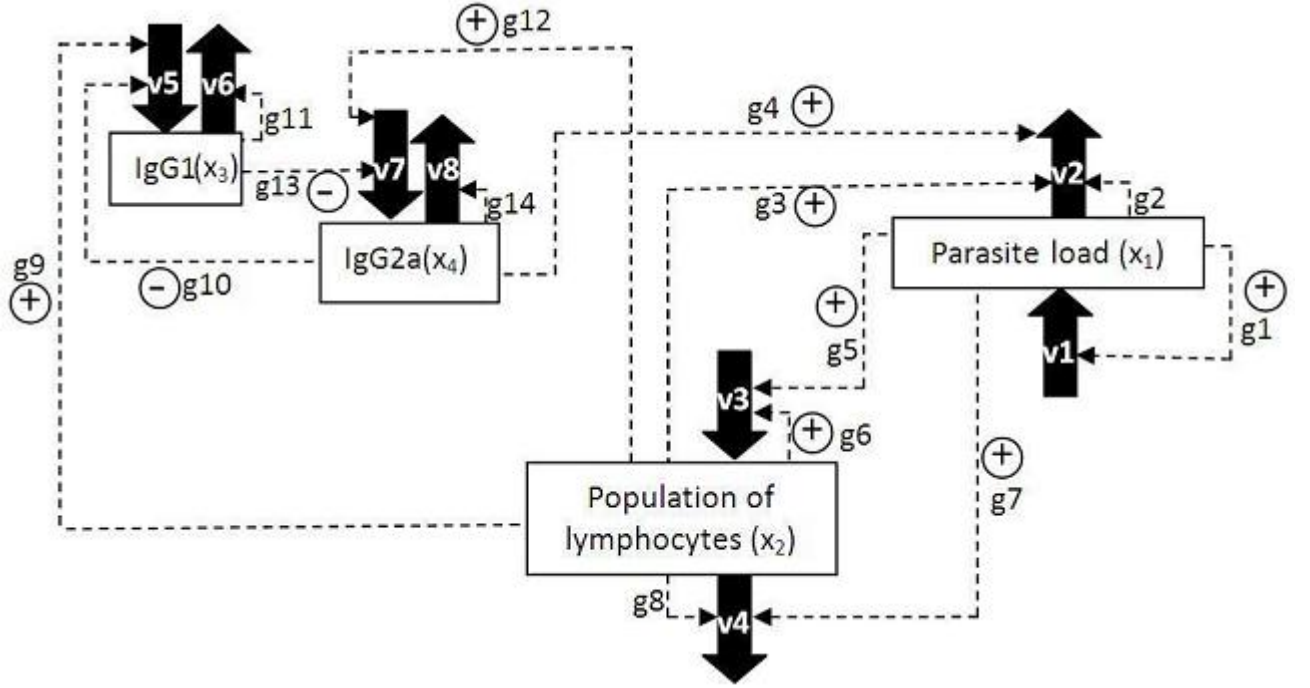 + g12
v5 v6
g11
g4 +
IgG1(x₃)
g13 −
v7 v8
g14
v2
g3 +
g2
IgG2a(x₄)
Parasite load (x₁)
g9
+
− g10
+
g5
+
g1
v1
v3
+ g6
+
g7
Population of
lymphocytes (x₂)
g8
v4